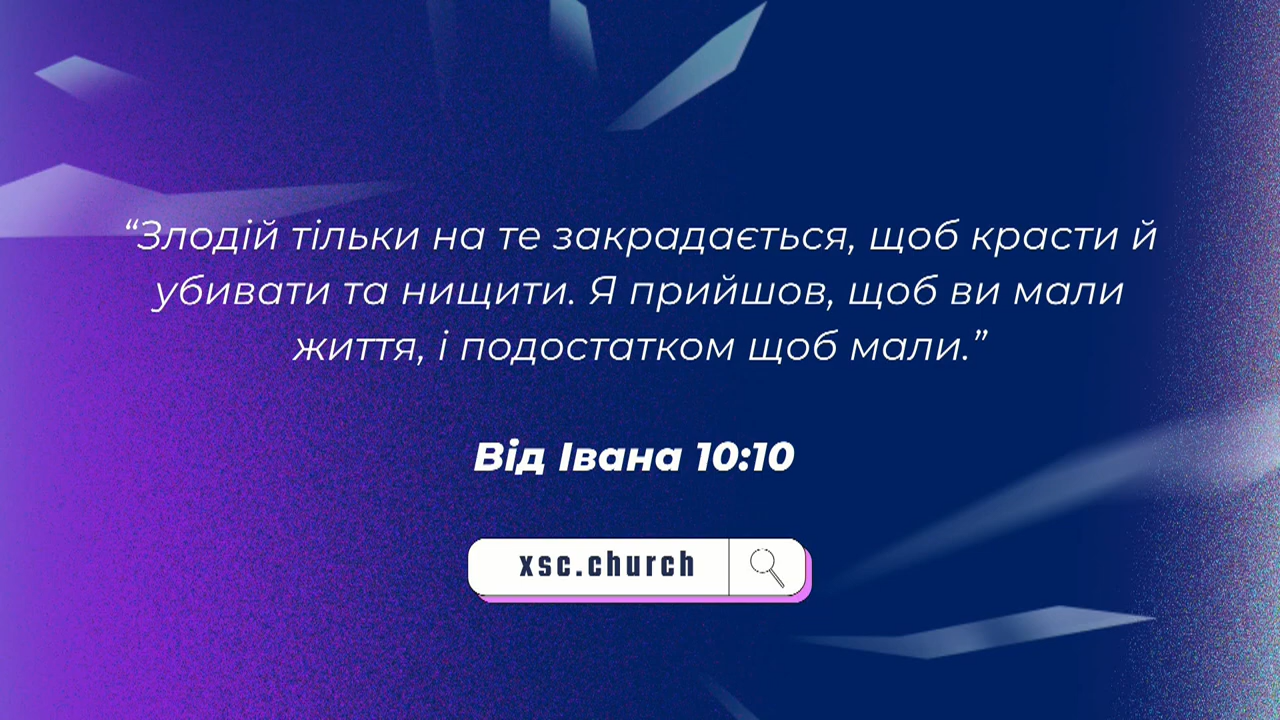 “Злодій тільки на те закрадається, щоб красти й
убивати та нищити. Я прийшов, щоб ви мали
життя, і подостатком щоб мали.”
Від Івана 10:10
xsc.church